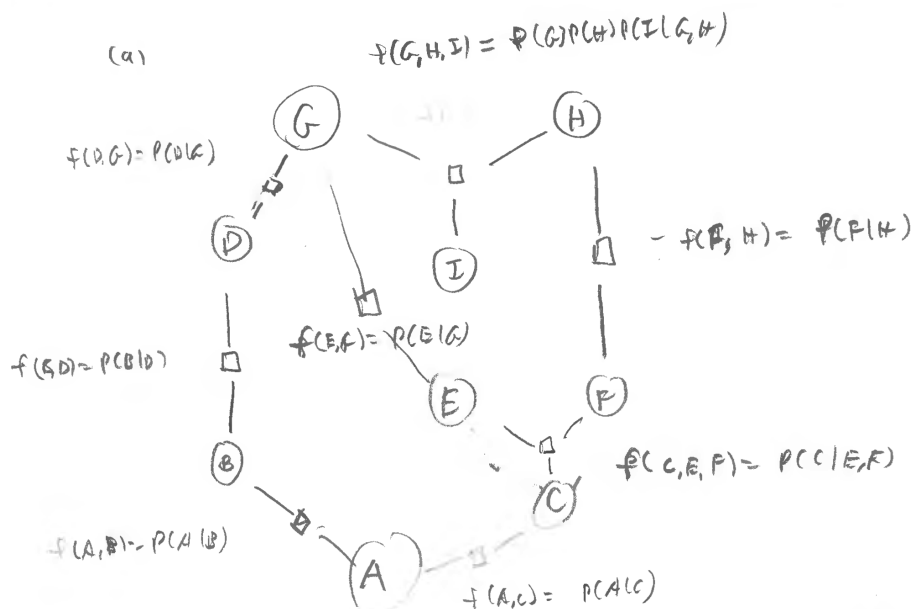 (a)
f(G,H,I) = P(G)P(H)P(I|G,H)
G
H
f(D,G) = P(D|G)
D
I
f(F, H) = P(F|H)
f(E,G) = P(E|G)
f(B,D) = P(B|D)
E
F
B
f(C,E,F) = P(C|E,F)
C
f(A,B) = P(A|B)
A
f(A,C) = P(A|C)